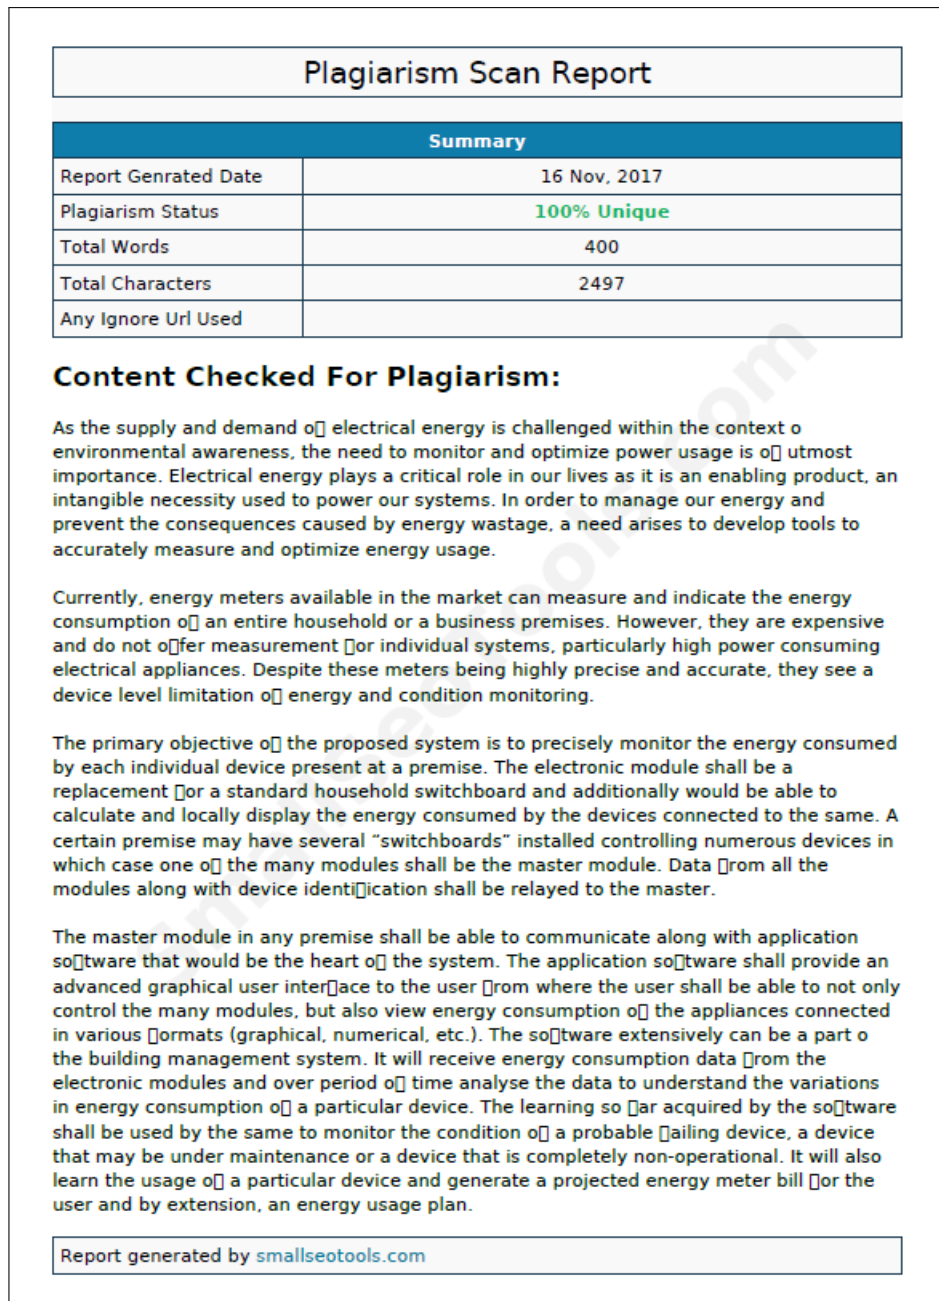 Plagiarism Scan Report
Summary
Report Genrated Date 16 Nov, 2017
Plagiarism Status 100% Unique
Total Words 400
Total Characters 2497
Any Ignore Url Used
Content Checked For Plagiarism:
As the supply and demand o▯ electrical energy is challenged within the context o
environmental awareness, the need to monitor and optimize power usage is o▯ utmost
importance. Electrical energy plays a critical role in our lives as it is an enabling product, an
intangible necessity used to power our systems. In order to manage our energy and
prevent the consequences caused by energy wastage, a need arises to develop tools to
accurately measure and optimize energy usage.
Currently, energy meters available in the market can measure and indicate the energy
consumption o▯ an entire household or a business premises. However, they are expensive
and do not o▯fer measurement ▯or individual systems, particularly high power consuming
electrical appliances. Despite these meters being highly precise and accurate, they see a
device level limitation o▯ energy and condition monitoring.
The primary objective o▯ the proposed system is to precisely monitor the energy consumed
by each individual device present at a premise. The electronic module shall be a
replacement ▯or a standard household switchboard and additionally would be able to
calculate and locally display the energy consumed by the devices connected to the same. A
certain premise may have several “switchboards” installed controlling numerous devices in
which case one o▯ the many modules shall be the master module. Data ▯rom all the
modules along with device identi▯ication shall be relayed to the master.
The master module in any premise shall be able to communicate along with application
so▯tware that would be the heart o▯ the system. The application so▯tware shall provide an
advanced graphical user inter▯ace to the user ▯rom where the user shall be able to not only
control the many modules, but also view energy consumption o▯ the appliances connected
in various ▯ormats (graphical, numerical, etc.). The so▯tware extensively can be a part o
the building management system. It will receive energy consumption data ▯rom the
electronic modules and over period o▯ time analyse the data to understand the variations
in energy consumption o▯ a particular device. The learning so ▯ar acquired by the so▯tware
shall be used by the same to monitor the condition o▯ a probable ▯ailing device, a device
that may be under maintenance or a device that is completely non-operational. It will also
learn the usage o▯ a particular device and generate a projected energy meter bill ▯or the
user and by extension, an energy usage plan.
Report generated by smallseotools.com
SmallSeoTools.com